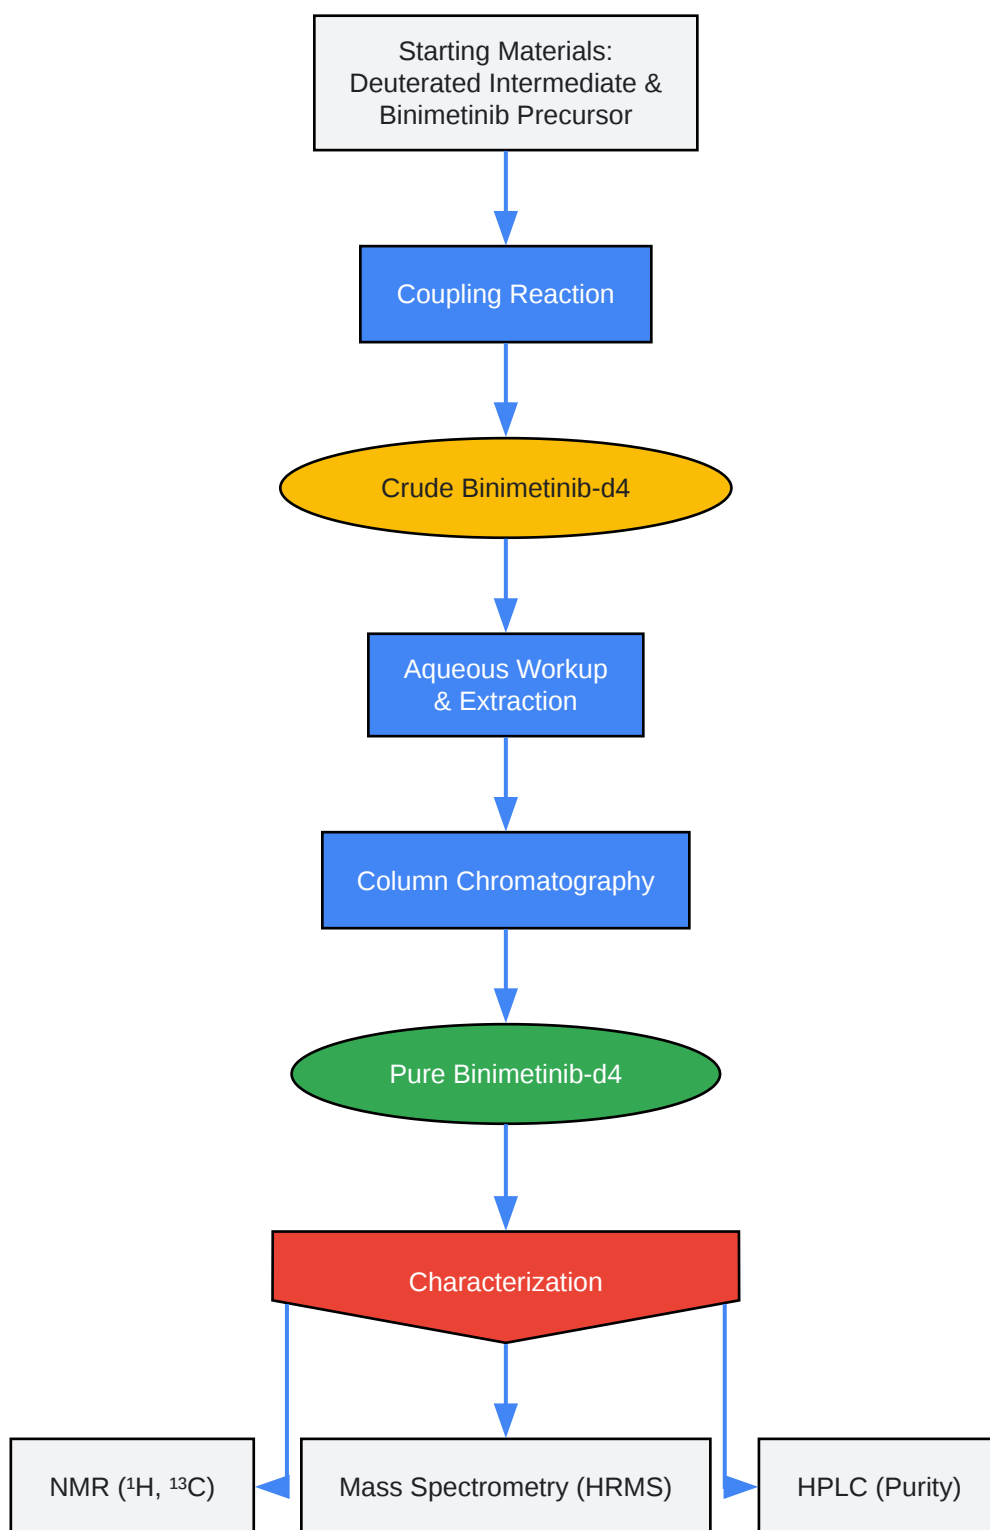 Starting Materials:
Deuterated Intermediate &
Binimetinib Precursor
Coupling Reaction
Crude Binimetinib-d4
Aqueous Workup
& Extraction
Column Chromatography
Pure Binimetinib-d4
Characterization
NMR (¹H, ¹³C)
Mass Spectrometry (HRMS)
HPLC (Purity)